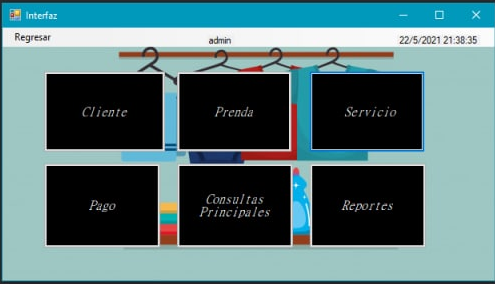 Interfaz
Regresar
admin
22/5/2021 21:38:35
Cliente
Prenda
Servicio
Pago
Consultas
Principales
Reportes